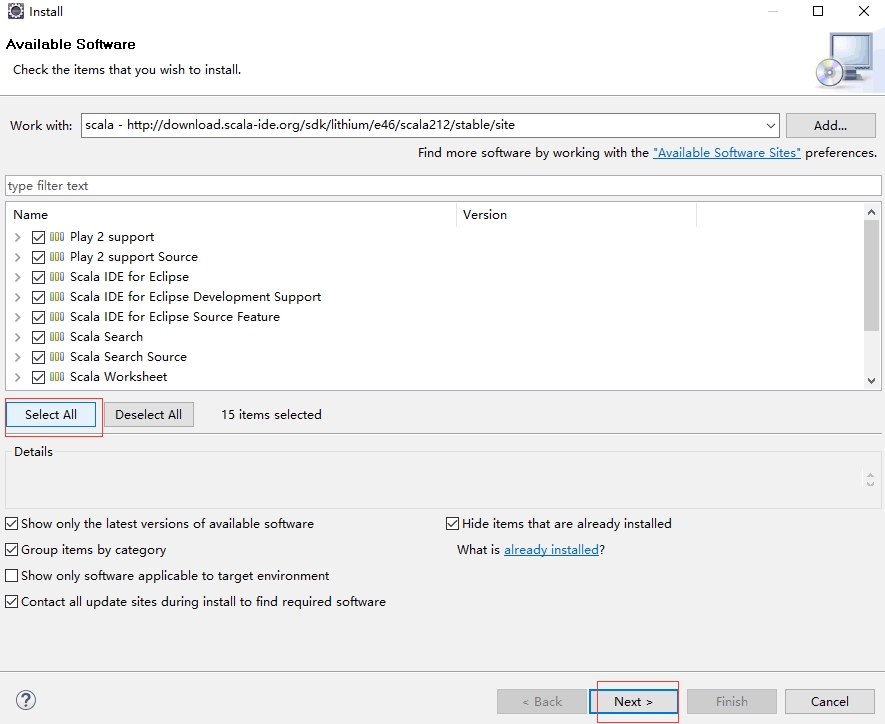 Install
Available Software
Check the items that you wish to install.
Work with: scala - http://download.scala-ide.org/sdk/lithium/e46/scala212/stable/site Add...
Find more software by working with the "Available Software Sites" preferences.
type filter text
Name Version
Play 2 support
Play 2 support Source
Scala IDE for Eclipse
Scala IDE for Eclipse Development Support
Scala IDE for Eclipse Source Feature
Scala Search
Scala Search Source
Scala Worksheet
Select All Deselect All 15 items selected
Details
Show only the latest versions of available software Hide items that are already installed
Group items by category What is already installed?
Show only software applicable to target environment
Contact all update sites during install to find required software
? < Back Next > Finish Cancel